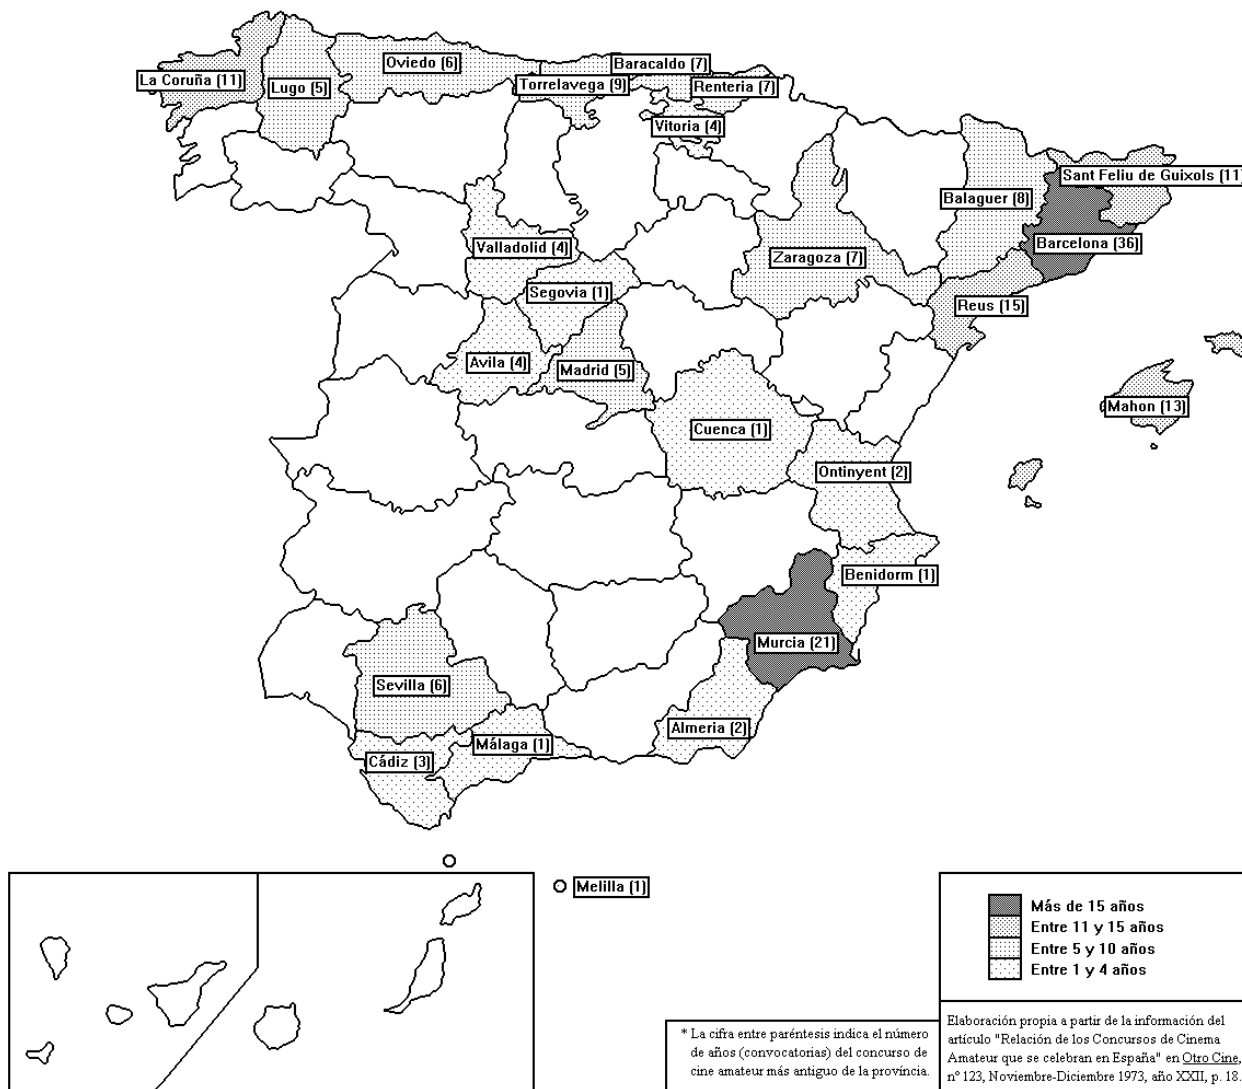 La Coruña (11)
Lugo (5)
Oviedo (6)
Torrelavega (9)
Baracaldo (7)
Renteria (7)
Vitoria (4)
Sant Feliu de Guixols (11)
Balaguer (8)
Barcelona (36)
Valladolid (4)
Zaragoza (7)
Segovia (1)
Reus (15)
Avila (4)
Madrid (5)
Mahon (13)
Cuenca (1)
Ontinyent (2)
Benidorm (1)
Murcia (21)
Sevilla (6)
Almeria (2)
Málaga (1)
Cádiz (3)
Melilla (1)
Más de 15 años
Entre 11 y 15 años
Entre 5 y 10 años
Entre 1 y 4 años
* La cifra entre paréntesis indica el número
de años (convocatorias) del concurso de
cine amateur más antiguo de la província.
Elaboración propia a partir de la información del
artículo "Relación de los Concursos de Cinema
Amateur que se celebran en España" en Otro Cine,
nº 123, Noviembre-Diciembre 1973, año XXII, p. 18.